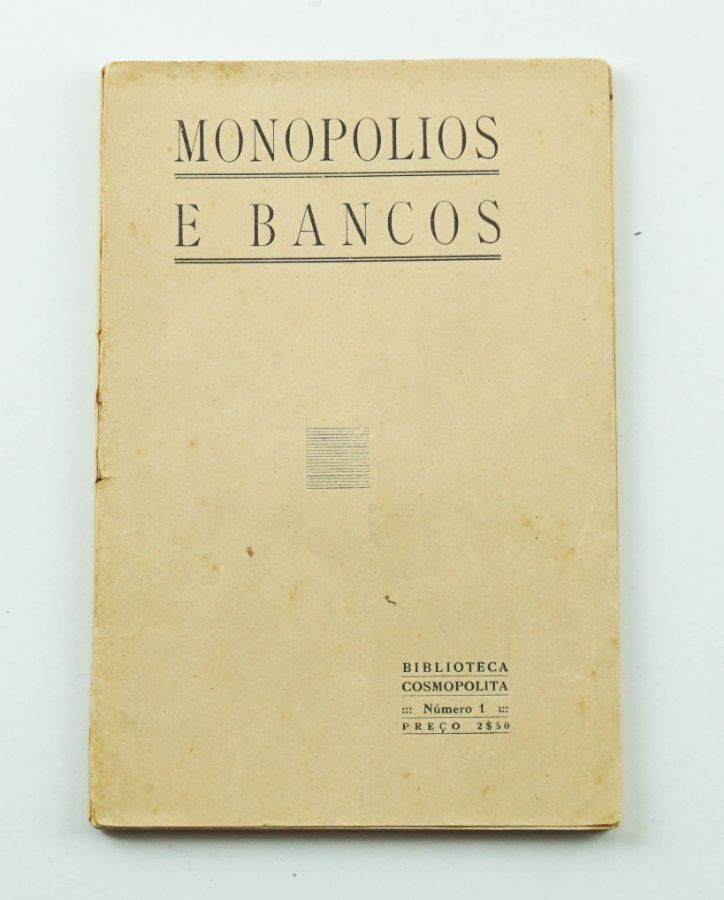 MONOPOLIOS
E BANCOS
BIBLIOTECA
COSMOPOLITA
::: Número 1 :::
PREÇO 2$50